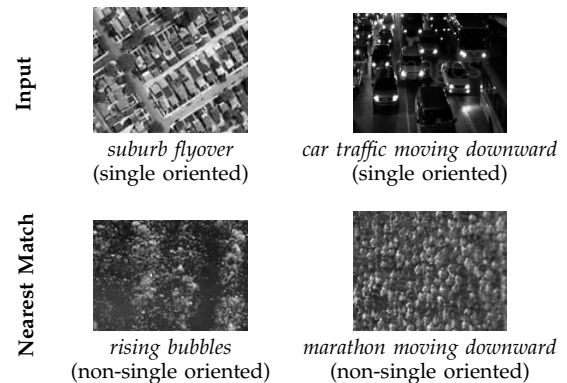 Input
suburb flyover
(single oriented)
car traffic moving downward
(single oriented)
Nearest Match
rising bubbles
(non-single oriented)
marathon moving downward
(non-single oriented)